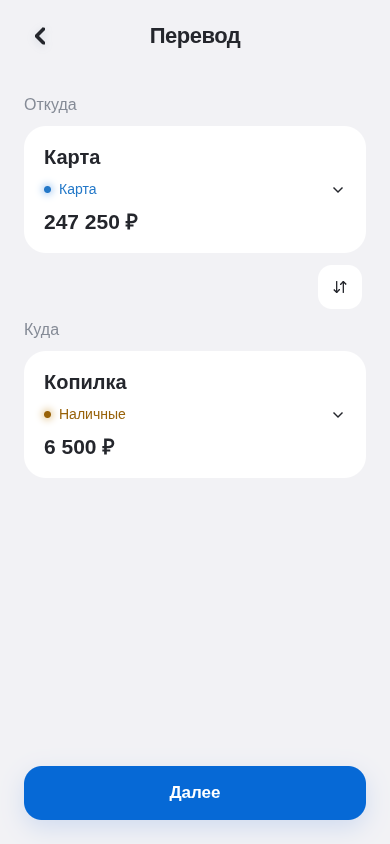 Перевод
Откуда
Карта
Карта
247 250 ₽
Куда
Копилка
Наличные
6 500 ₽
Далее